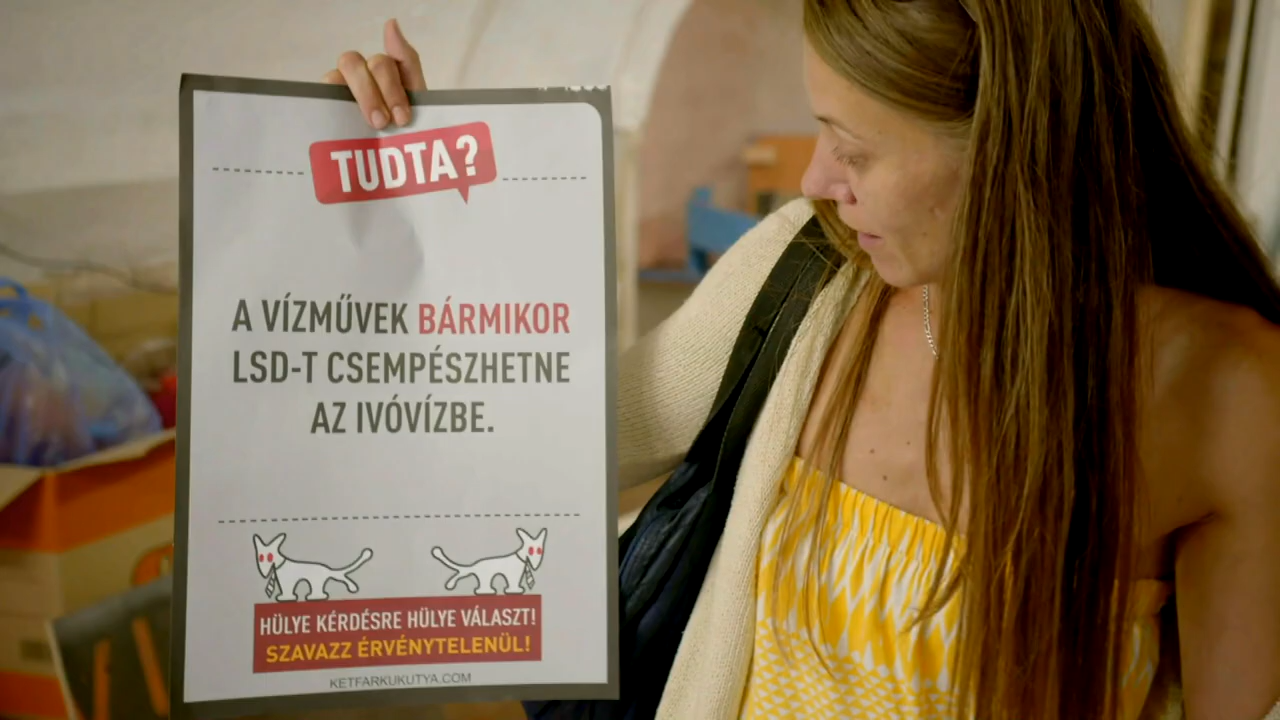 TUDTA?
A VÍZMŰVEK BÁRMIKOR
LSD-T CSEMPÉSZHETNE
AZ IVÓVÍZBE.
HÜLYE KÉRDÉSRE HÜLYE VÁLASZT!
SZAVAZZ ÉRVÉNYTELENÜL!
KETFARKUKUTYA.COM